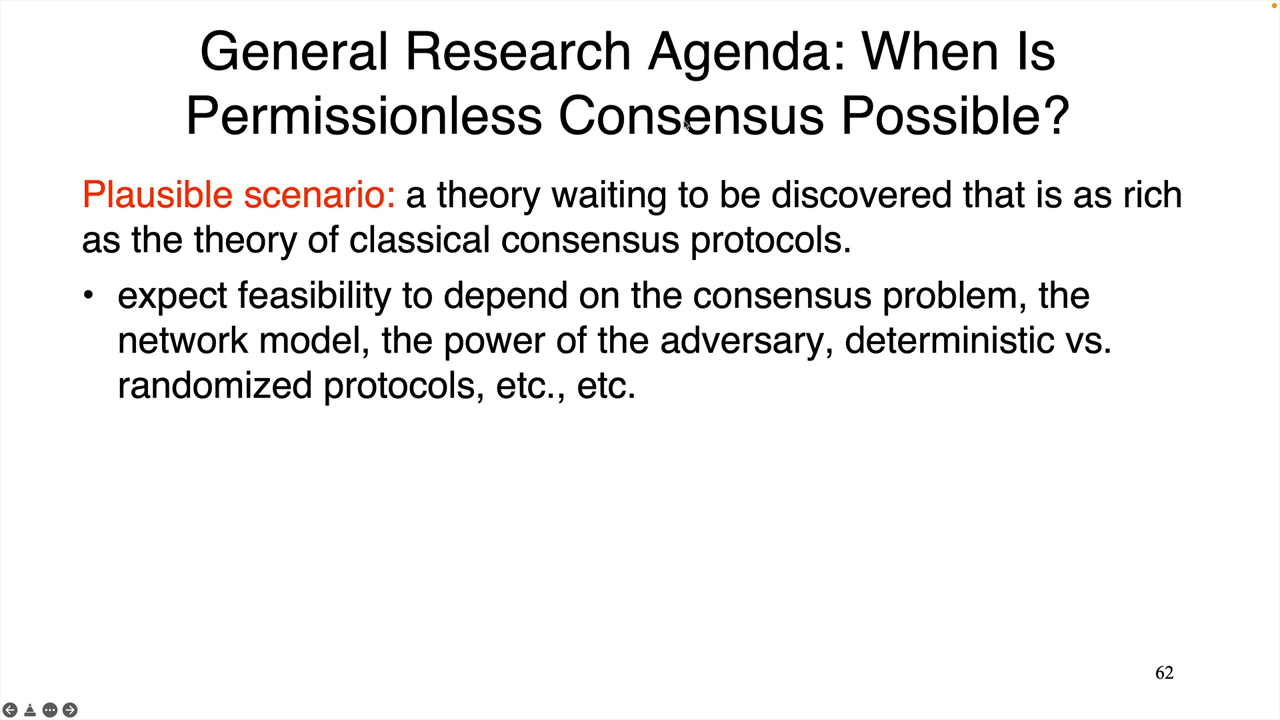 General Research Agenda: When Is
Permissionless Consensus Possible?
Plausible scenario: a theory waiting to be discovered that is as rich
as the theory of classical consensus protocols.
• expect feasibility to depend on the consensus problem, the
network model, the power of the adversary, deterministic vs.
randomized protocols, etc., etc.
62